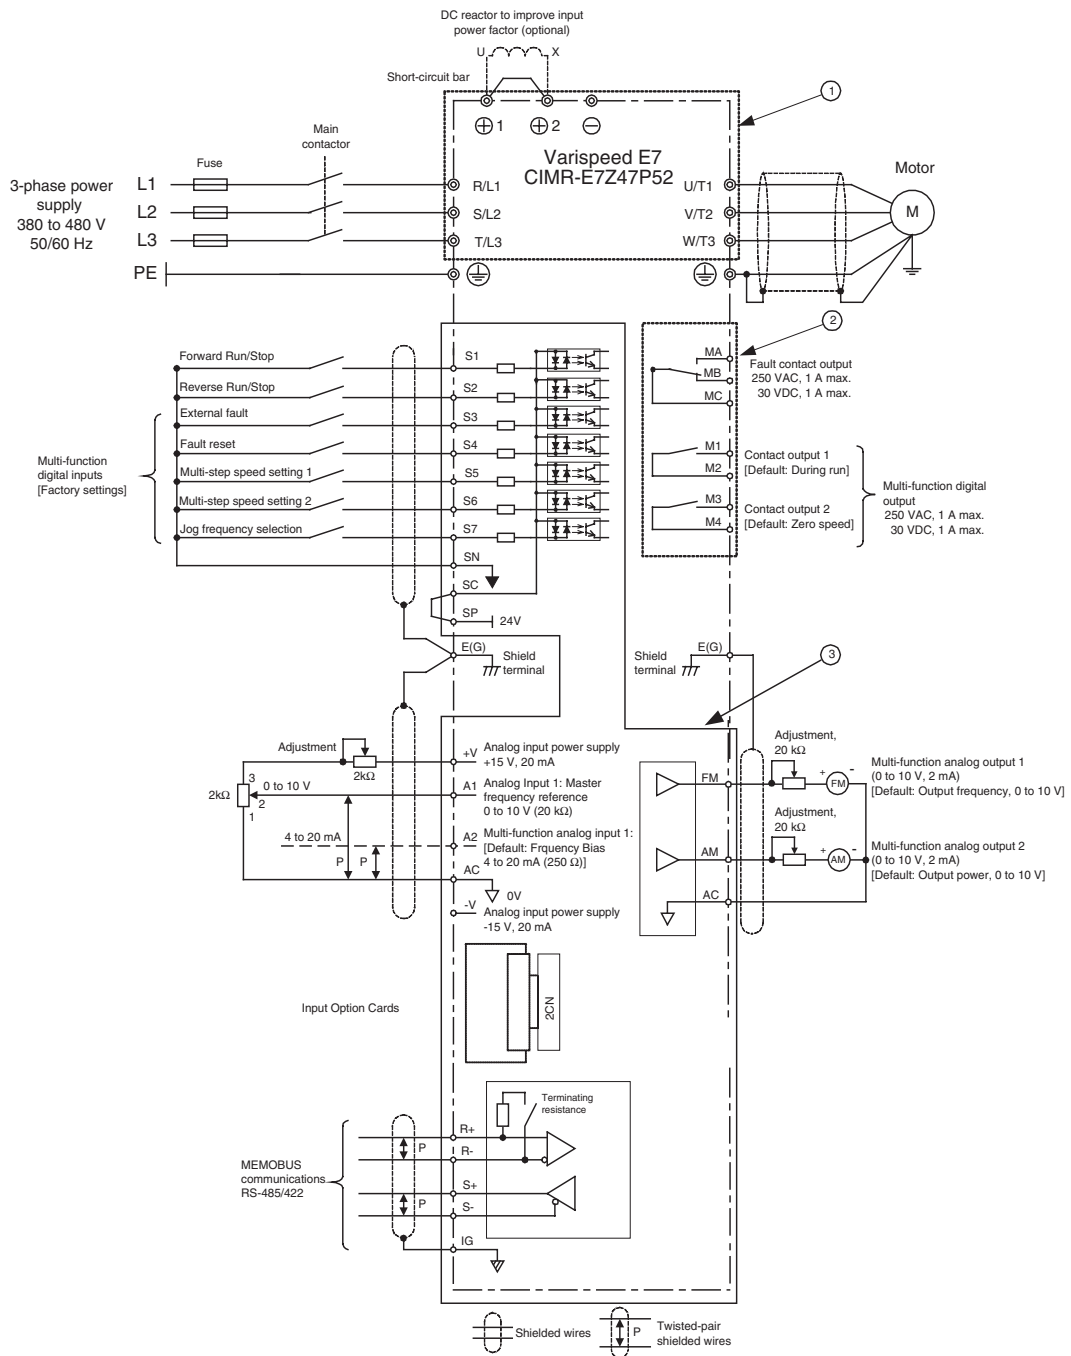 DC reactor to improve input
power factor (optional)
U
X
Short-circuit bar
1
1
2
Main
contactor
Fuse
Varispeed E7
CIMR-E7Z47P52
Motor
3-phase power
supply
380 to 480 V
50/60 Hz
L1
R/L1
U/T1
L2
S/L2
V/T2
M
L3
T/L3
W/T3
PE
2
Forward Run/Stop
S1
MA
Fault contact output
250 VAC, 1 A max.
30 VDC, 1 A max.
MB
MC
Reverse Run/Stop
S2
External fault
S3
Fault reset
S4
M1
Contact output 1
[Default: During run]
M2
Multi-function
digital inputs
[Factory settings]
Multi-step speed setting 1
S5
Multi-step speed setting 2
S6
M3
Contact output 2
[Default: Zero speed]
M4
Multi-function digital
output
250 VAC, 1 A max.
30 VDC, 1 A max.
Jog frequency selection
S7
SN
SC
SP
24V
E(G)
Shield
terminal
Shield
terminal
E(G)
3
Adjustment
2kΩ
+V
Analog input power supply
+15 V, 20 mA
3
2kΩ
0 to 10 V
2
1
A1
Analog Input 1: Master
frequency reference
0 to 10 V (20 kΩ)
4 to 20 mA
P
P
A2
Multi-function analog input 1:
[Default: Frquency Bias
4 to 20 mA (250 Ω)]
AC
0V
-V
Analog input power supply
-15 V, 20 mA
Adjustment,
20 kΩ
FM
+
-
FM
Multi-function analog output 1
(0 to 10 V, 2 mA)
[Default: Output frequency, 0 to 10 V]
Adjustment,
20 kΩ
AM
+
-
AM
Multi-function analog output 2
(0 to 10 V, 2 mA)
[Default: Output power, 0 to 10 V]
AC
Input Option Cards
2CN
Terminating
resistance
MEMOBUS
communications
RS-485/422
R+
P
R-
S+
P
S-
IG
Shielded wires
P
Twisted-pair
shielded wires